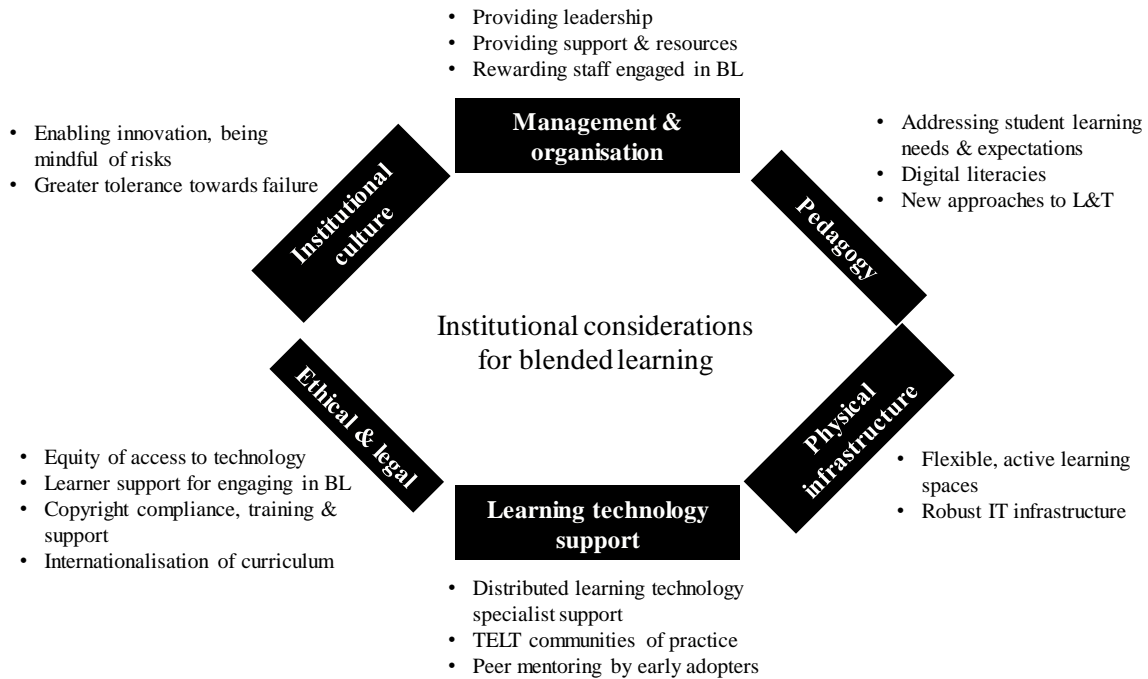 • Providing leadership
• Providing support & resources
• Rewarding staff engaged in BL
Management &
organisation
• Enabling innovation, being
mindful of risks
• Greater tolerance towards failure
Institutional
culture
• Addressing student learning
needs & expectations
• Digital literacies
• New approaches to L&T
Pedagogy
Institutional considerations
for blended learning
Ethical & legal
• Equity of access to technology
• Learner support for engaging in BL
• Copyright compliance, training &
support
• Internationalisation of curriculum
Physical
infrastructure
• Flexible, active learning
spaces
• Robust IT infrastructure
Learning technology
support
• Distributed learning technology
specialist support
• TELT communities of practice
• Peer mentoring by early adopters